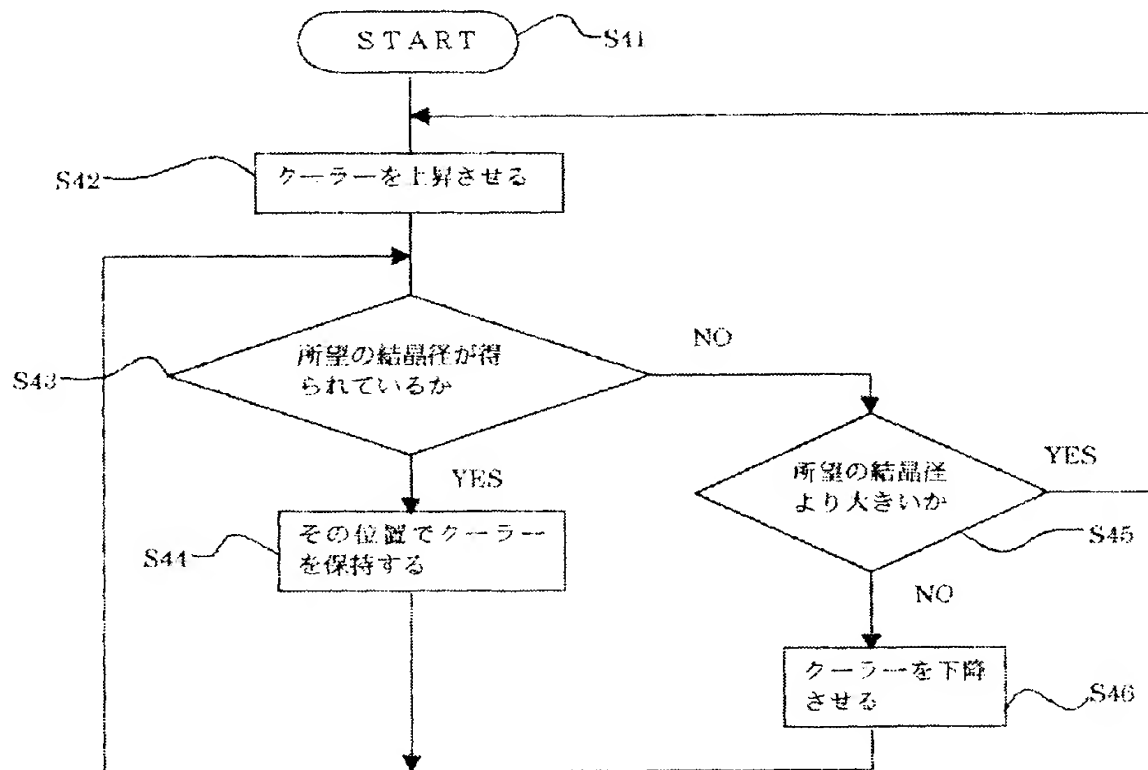 START
S41
S42
クーラーを上昇させる
所望の結晶径が得
られているか
NO
S43
YES
所望の結晶径
より大きいか
YES
S45
その位置でクーラー
を保持する
S44
NO
クーラーを下降
させる
S46